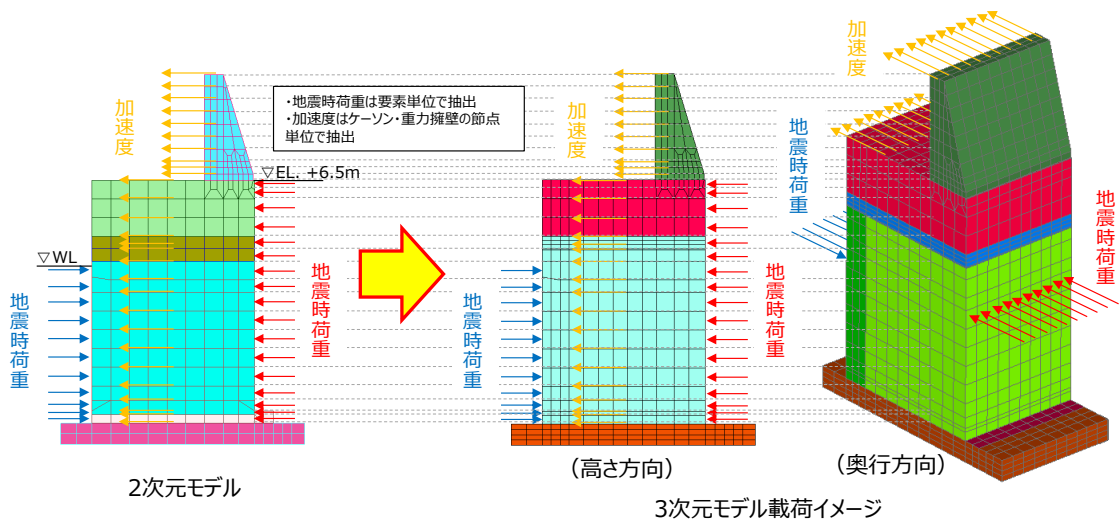 加速度
・地震時荷重は要素単位で抽出
・加速度はケーソン・重力擁壁の節点
単位で抽出
▽EL. +6.5m
▽WL
地震時荷重
地震時荷重
2次元モデル
加速度
地震時荷重
地震時荷重
（高さ方向）
加速度
地震時荷重
地震時荷重
（奥行方向）
3次元モデル載荷イメージ